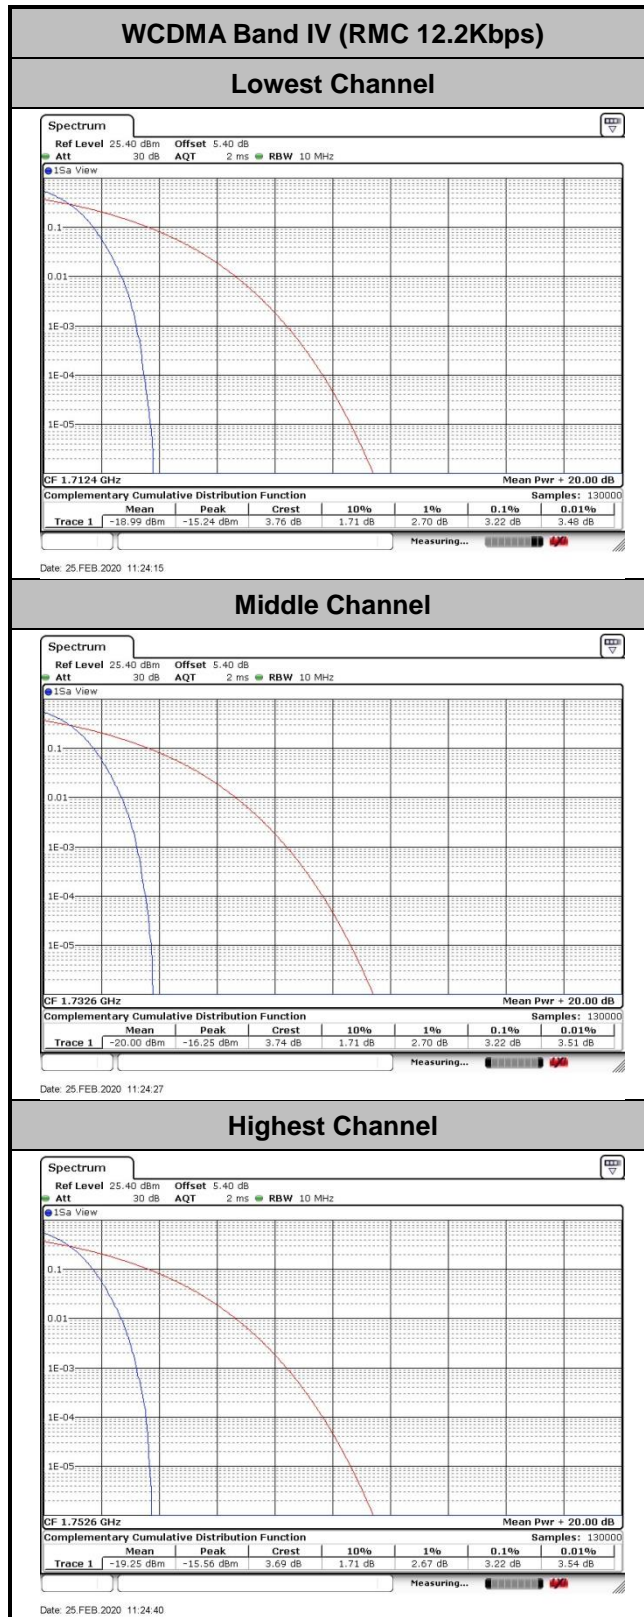 WCDMA Band IV (RMC 12.2Kbps)
Lowest Channel
Spectrum
Ref Level 25.40 dBm Offset 5.40 dB
Att 30 dB AQT 2 ms RBW 10 MHz
1Sa View
0.1
0.01
1E-03
1E-04
1E-05
CF 1.7124 GHz Mean Pwr + 20.00 dB
Complementary Cumulative Distribution Function Samples: 130000
Mean Peak Crest 10% 1% 0.1% 0.01%
Trace 1 -18.99 dBm -15.24 dBm 3.76 dB 1.71 dB 2.70 dB 3.22 dB 3.48 dB
Measuring...
Date: 25.FEB.2020 11:24:15
Middle Channel
Spectrum
Ref Level 25.40 dBm Offset 5.40 dB
Att 30 dB AQT 2 ms RBW 10 MHz
1Sa View
0.1
0.01
1E-03
1E-04
1E-05
CF 1.7326 GHz Mean Pwr + 20.00 dB
Complementary Cumulative Distribution Function Samples: 130000
Mean Peak Crest 10% 1% 0.1% 0.01%
Trace 1 -20.00 dBm -16.25 dBm 3.74 dB 1.71 dB 2.70 dB 3.22 dB 3.51 dB
Measuring...
Date: 25.FEB.2020 11:24:27
Highest Channel
Spectrum
Ref Level 25.40 dBm Offset 5.40 dB
Att 30 dB AQT 2 ms RBW 10 MHz
1Sa View
0.1
0.01
1E-03
1E-04
1E-05
CF 1.7526 GHz Mean Pwr + 20.00 dB
Complementary Cumulative Distribution Function Samples: 130000
Mean Peak Crest 10% 1% 0.1% 0.01%
Trace 1 -19.25 dBm -15.56 dBm 3.69 dB 1.71 dB 2.67 dB 3.22 dB 3.54 dB
Measuring...
Date: 25.FEB.2020 11:24:40